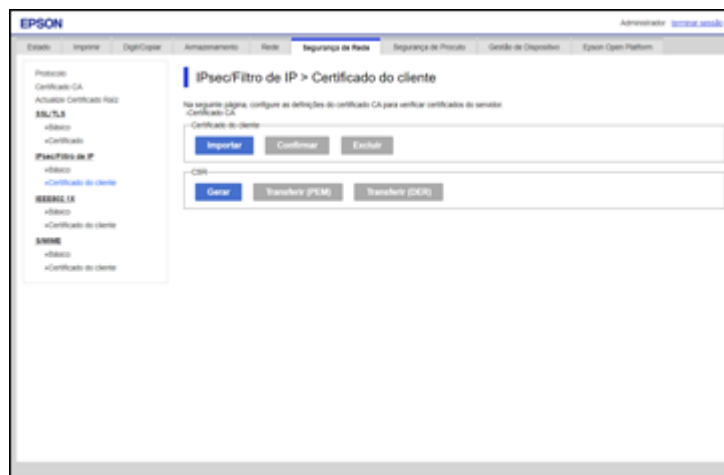 EPSON
Administrador terminar sessão
Estado Imprimir Digit/Copiar Armazenamento Rede Segurança de Rede Segurança de Produto Gestão de Dispositivo Epson Open Platform
Protocolo
Certificado CA
Actualize Certificado Raiz
SSL/TLS
»Básico
»Certificado
IPsec/Filtro de IP
»Básico
»Certificado do cliente
IEEE802.1X
»Básico
»Certificado do cliente
S/MIME
»Básico
»Certificado do cliente
IPsec/Filtro de IP > Certificado do cliente
Na seguinte página, configure as definições do certificado CA para verificar certificados do servidor.
-Certificado CA
Certificado do cliente
Importar Confirmar Excluir
CSR
Gerar Transferir (PEM) Transferir (DER)